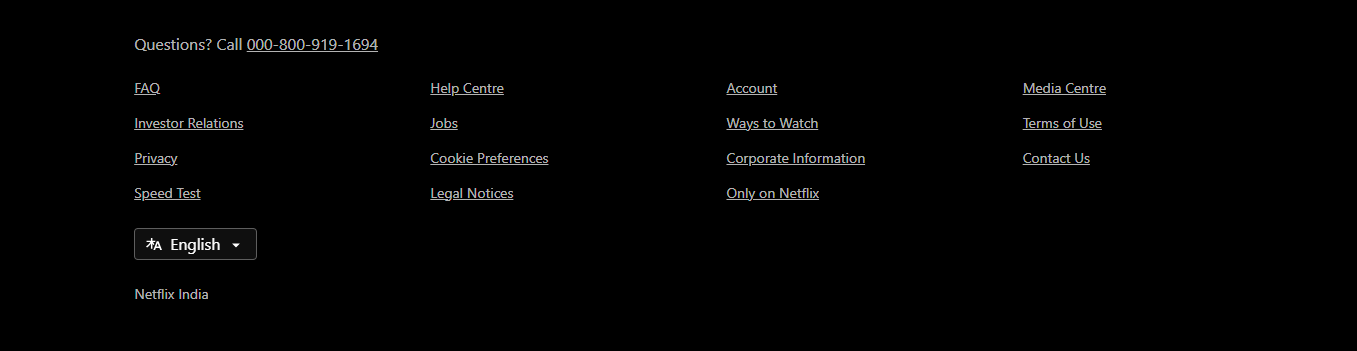 Questions? Call 000-800-919-1694
FAQ Help Centre Account Media Centre
Investor Relations Jobs Ways to Watch Terms of Use
Privacy Cookie Preferences Corporate Information Contact Us
Speed Test Legal Notices Only on Netflix
English
Netflix India